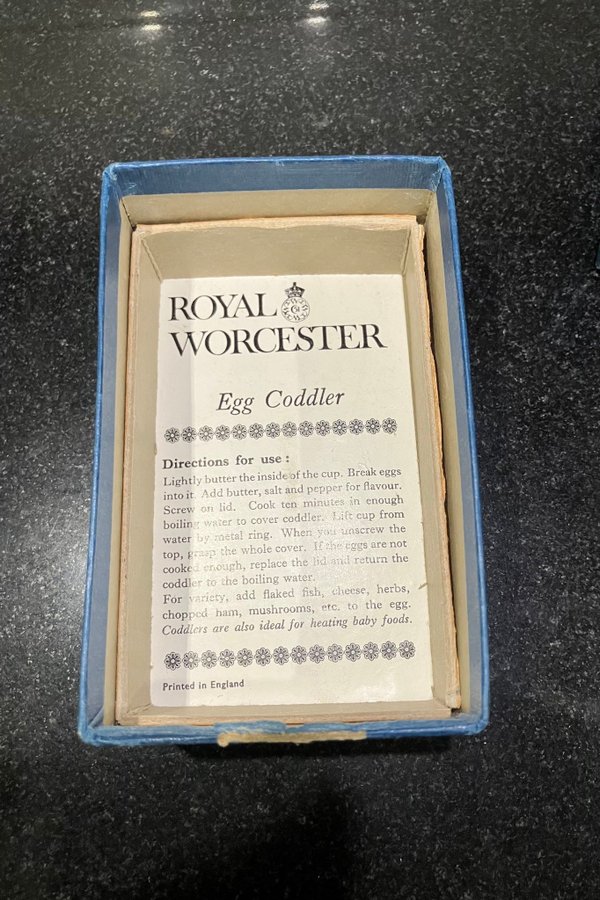 ROYAL
WORCESTER
Egg Coddler
Directions for use :
Lightly butter the inside of the cup. Break eggs
into it. Add butter, salt and pepper for flavour.
Screw on lid. Cook ten minutes in enough
boiling water to cover coddler. Lift cup from
water by metal ring. When you unscrew the
top, grasp the whole cover. If the eggs are not
cooked enough, replace the lid and return the
coddler to the boiling water.
For variety, add flaked fish, cheese, herbs,
chopped ham, mushrooms, etc. to the egg.
Coddlers are also ideal for heating baby foods.
Printed in England